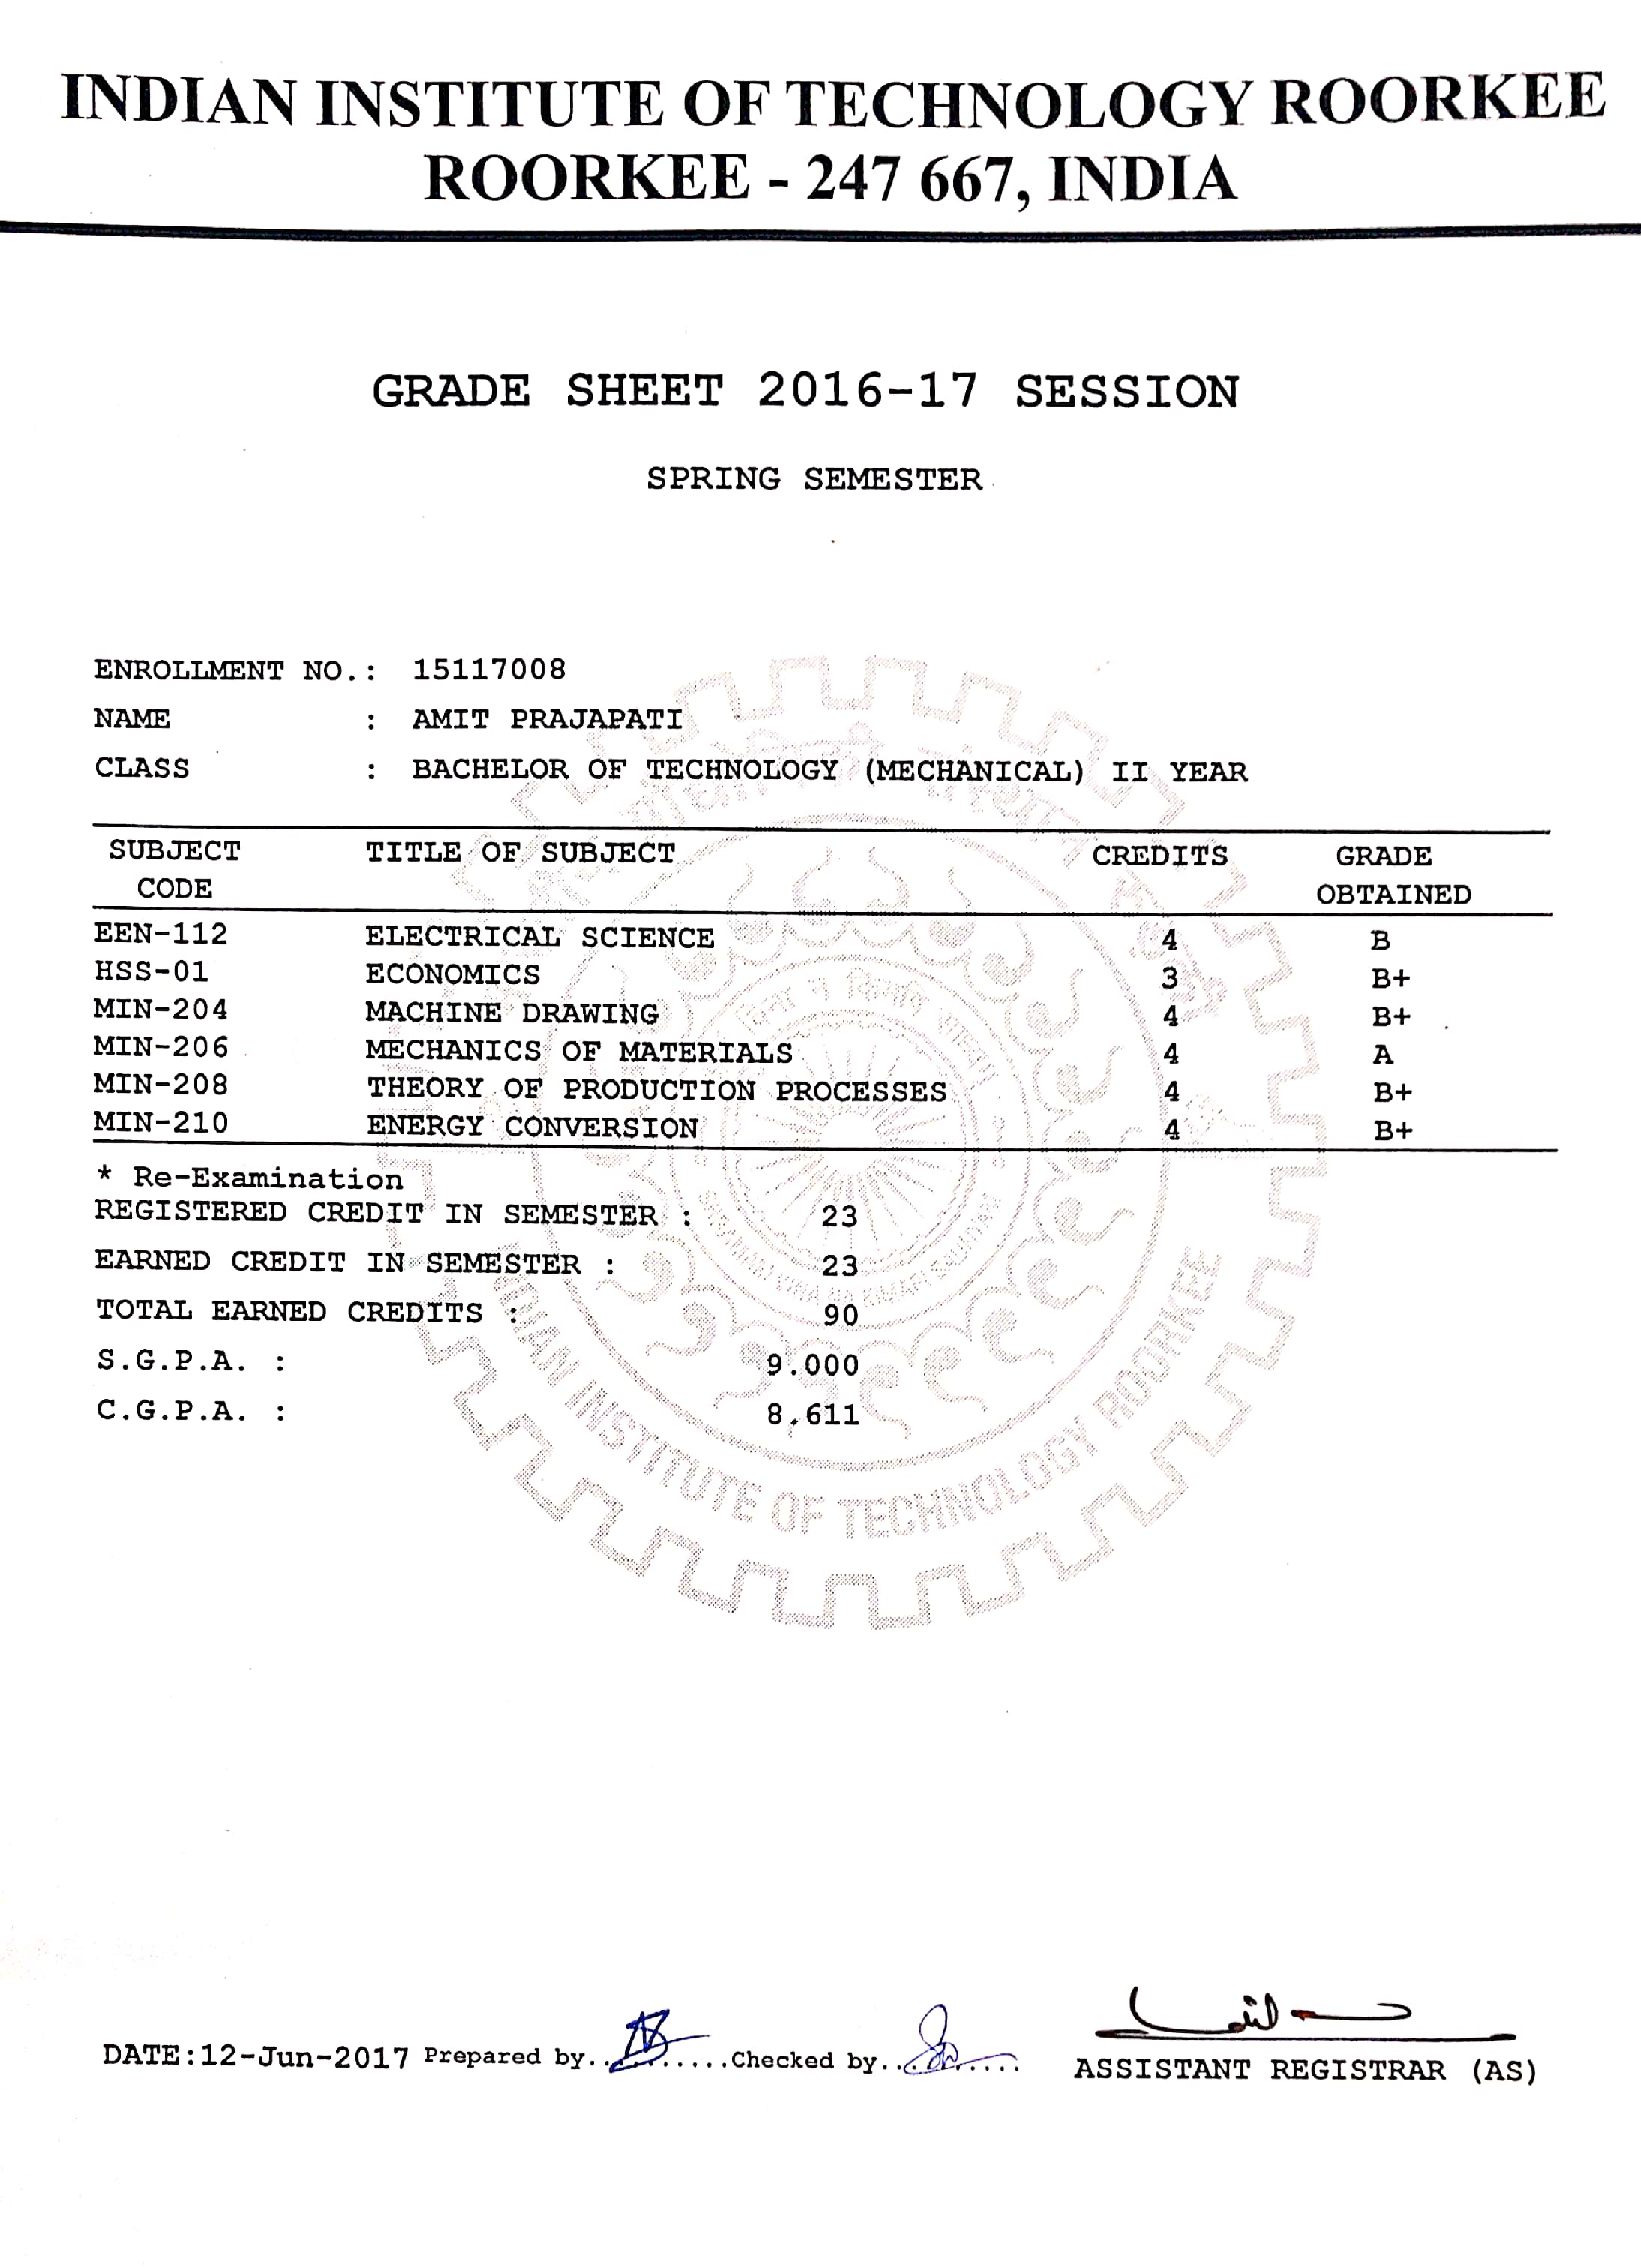 INDIAN INSTITUTE OF TECHNOLOGY ROORKEE
ROORKEE - 247 667, INDIA
GRADE SHEET 2016-17 SESSION
SPRING SEMESTER
ENROLLMENT NO.: 15117008
NAME : AMIT PRAJAPATI
CLASS : BACHELOR OF TECHNOLOGY (MECHANICAL) II YEAR
SUBJECT CODE TITLE OF SUBJECT CREDITS GRADE OBTAINED
EEN-112 ELECTRICAL SCIENCE 4 B
HSS-01 ECONOMICS 3 B+
MIN-204 MACHINE DRAWING 4 B+
MIN-206 MECHANICS OF MATERIALS 4 A
MIN-208 THEORY OF PRODUCTION PROCESSES 4 B+
MIN-210 ENERGY CONVERSION 4 B+
* Re-Examination
REGISTERED CREDIT IN SEMESTER : 23
EARNED CREDIT IN SEMESTER : 23
TOTAL EARNED CREDITS : 90
S.G.P.A. : 9.000
C.G.P.A. : 8.611
INDIAN INSTITUTE OF TECHNOLOGY ROORKEE
DATE:12-Jun-2017 Prepared by.............Checked by............ ASSISTANT REGISTRAR (AS)